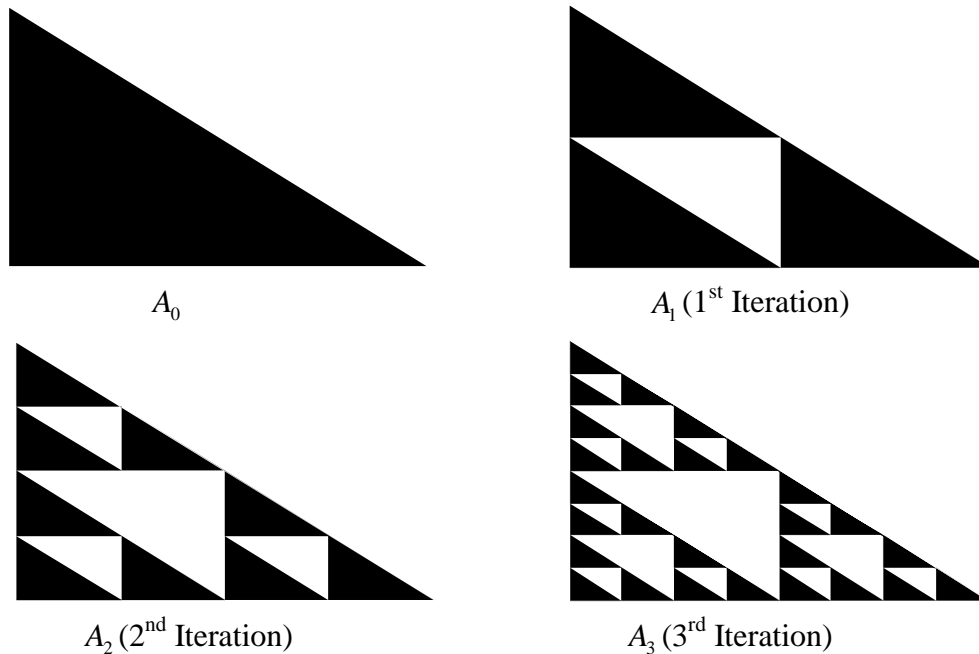 A₀
A₁ (1ˢᵗ Iteration)
A₂ (2ⁿᵈ Iteration)
A₃ (3ʳᵈ Iteration)